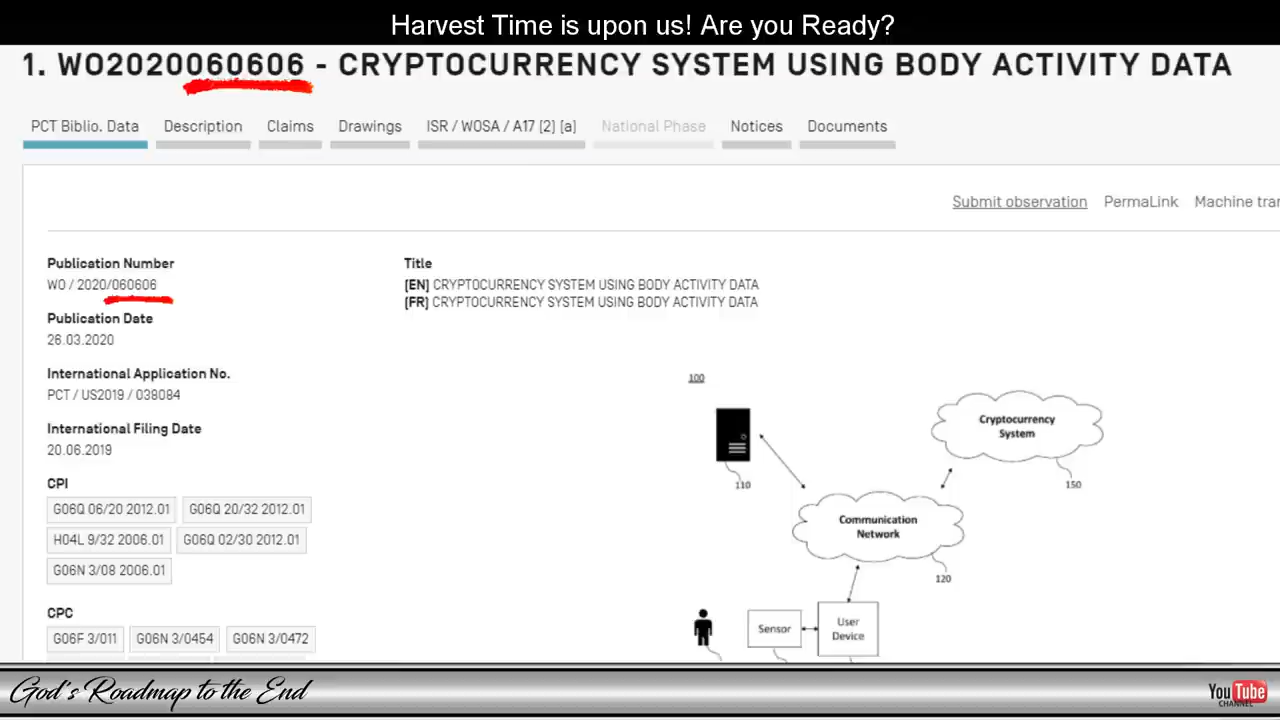 Harvest Time is upon us! Are you Ready?
1. WO2020060606 - CRYPTOCURRENCY SYSTEM USING BODY ACTIVITY DATA
PCT Biblio. Data Description Claims Drawings ISR / WOSA / A17 [2] [a] National Phase Notices Documents
Submit observation PermaLink Machine tran
Publication Number
WO / 2020/060606
Publication Date
26.03.2020
International Application No.
PCT / US2019 / 038084
International Filing Date
20.06.2019
CPI
G06Q 06/20 2012.01 G06Q 20/32 2012.01
H04L 9/32 2006.01 G06Q 02/30 2012.01
G06N 3/08 2006.01
CPC
G06F 3/011 G06N 3/0454 G06N 3/0472
Title
[EN] CRYPTOCURRENCY SYSTEM USING BODY ACTIVITY DATA
[FR] CRYPTOCURRENCY SYSTEM USING BODY ACTIVITY DATA
100
Cryptocurrency
System
110
150
Communication
Network
120
Sensor
User
Device
God's Roadmap to the End
YouTube
CHANNEL